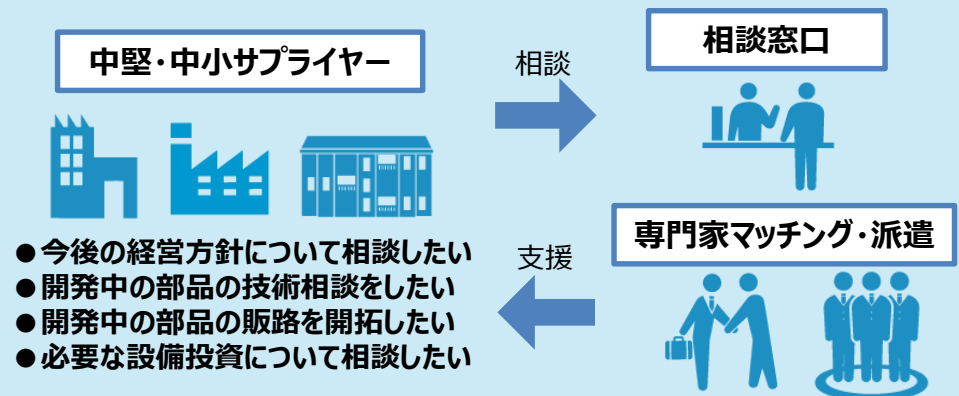 中堅・中小サプライヤー
相談
相談窓口
●今後の経営方針について相談したい
●開発中の部品の技術相談をしたい
●開発中の部品の販路を開拓したい
●必要な設備投資について相談したい
支援
専門家マッチング・派遣